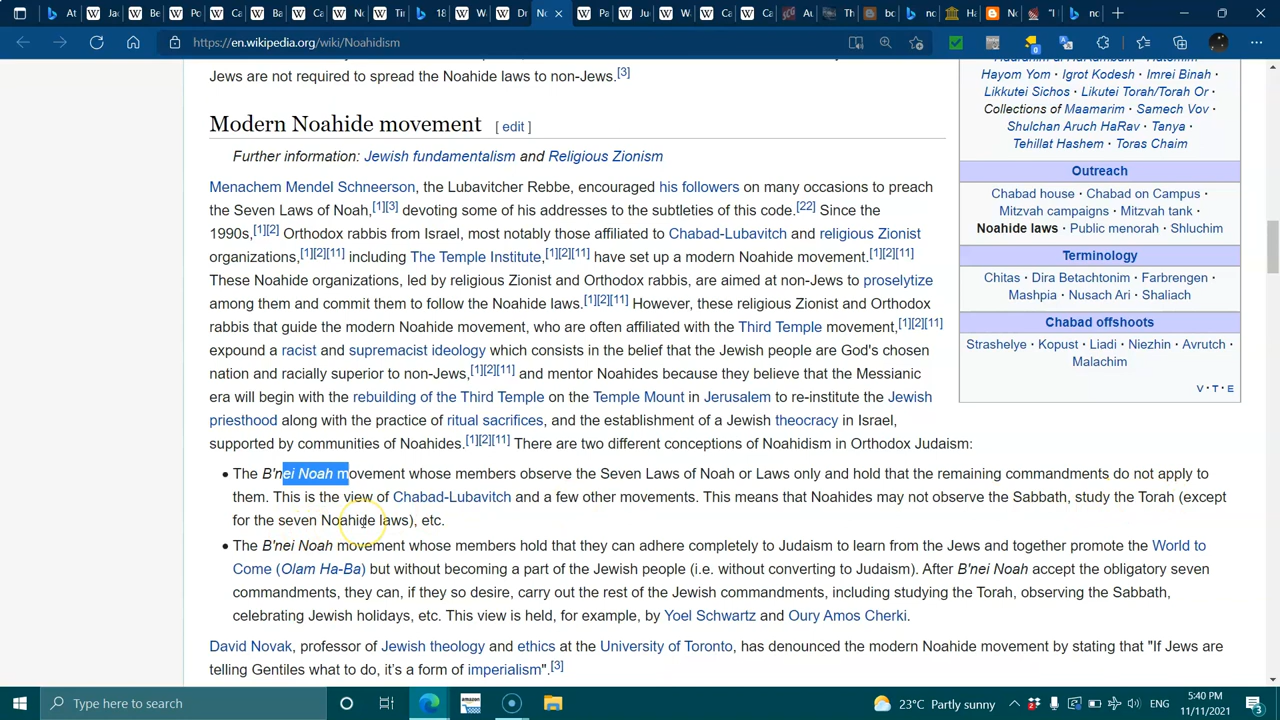 At
Jac
Be
Po
Ca
Ca
No
Tir
18
W
Dr
No
Pa
Ju
W
Ca
Ca
Au
Th
bo
no
Ha
No
"I
no
https://en.wikipedia.org/wiki/Noahidism
Jews are not required to spread the Noahide laws to non-Jews.[3]
Modern Noahide movement [ edit ]
Further information: Jewish fundamentalism and Religious Zionism
Menachem Mendel Schneerson, the Lubavitcher Rebbe, encouraged his followers on many occasions to preach
the Seven Laws of Noah,[1][3] devoting some of his addresses to the subtleties of this code.[22] Since the
1990s,[1][2] Orthodox rabbis from Israel, most notably those affiliated to Chabad-Lubavitch and religious Zionist
organizations,[1][2][11] including The Temple Institute,[1][2][11] have set up a modern Noahide movement.[1][2][11]
These Noahide organizations, led by religious Zionist and Orthodox rabbis, are aimed at non-Jews to proselytize
among them and commit them to follow the Noahide laws.[1][2][11] However, these religious Zionist and Orthodox
rabbis that guide the modern Noahide movement, who are often affiliated with the Third Temple movement,[1][2][11]
expound a racist and supremacist ideology which consists in the belief that the Jewish people are God's chosen
nation and racially superior to non-Jews,[1][2][11] and mentor Noahides because they believe that the Messianic
era will begin with the rebuilding of the Third Temple on the Temple Mount in Jerusalem to re-institute the Jewish
priesthood along with the practice of ritual sacrifices, and the establishment of a Jewish theocracy in Israel,
supported by communities of Noahides.[1][2][11] There are two different conceptions of Noahidism in Orthodox Judaism:
• The B'nei Noah movement whose members observe the Seven Laws of Noah or Laws only and hold that the remaining commandments do not apply to
them. This is the view of Chabad-Lubavitch and a few other movements. This means that Noahides may not observe the Sabbath, study the Torah (except
for the seven Noahide laws), etc.
• The B'nei Noah movement whose members hold that they can adhere completely to Judaism to learn from the Jews and together promote the World to
Come (Olam Ha-Ba) but without becoming a part of the Jewish people (i.e. without converting to Judaism). After B'nei Noah accept the obligatory seven
commandments, they can, if they so desire, carry out the rest of the Jewish commandments, including studying the Torah, observing the Sabbath,
celebrating Jewish holidays, etc. This view is held, for example, by Yoel Schwartz and Oury Amos Cherki.
David Novak, professor of Jewish theology and ethics at the University of Toronto, has denounced the modern Noahide movement by stating that "If Jews are
telling Gentiles what to do, it's a form of imperialism".[3]
Hayom Yom · Igrot Kodesh · Imrei Binah ·
Likkutei Sichos · Likutei Torah/Torah Or ·
Collections of Maamarim · Samech Vov ·
Shulchan Aruch HaRav · Tanya ·
Tehillat Hashem · Toras Chaim
Outreach
Chabad house · Chabad on Campus ·
Mitzvah campaigns · Mitzvah tank ·
Noahide laws · Public menorah · Shluchim
Terminology
Chitas · Dira Betachtonim · Farbrengen ·
Mashpia · Nusach Ari · Shaliach
Chabad offshoots
Strashelye · Kopust · Liadi · Niezhin · Avrutch ·
Malachim
V · T · E
Type here to search
amazon
23°C Partly sunny
ENG
5:40 PM
11/11/2021
3